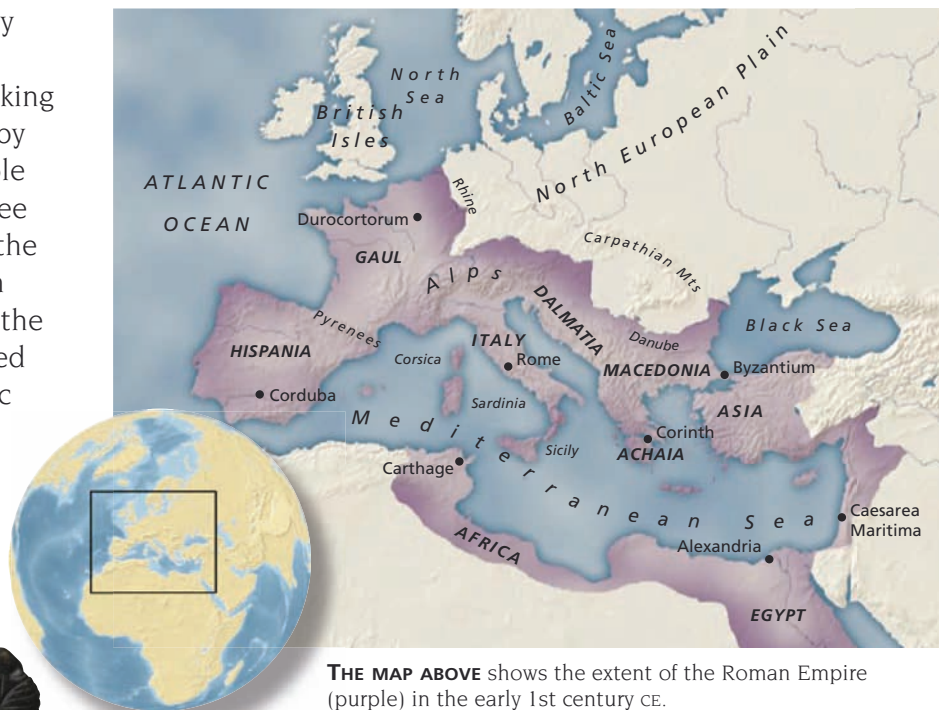 y
king
by
le
ee
the
the
ed
c
North
Sea
Baltic Sea
British
Isles
North European Plain
ATLANTIC
OCEAN
Rhine
Durocortorum
GAUL
Carpathian Mts
Alps
DALMATIA
Pyrenees
Black Sea
HISPANIA
Corsica
ITALY
Rome
Danube
MACEDONIA
Byzantium
Corduba
Sardinia
ASIA
Mediterranean Sea
Corinth
Sicily
ACHAIA
Carthage
Caesarea
Maritima
AFRICA
Alexandria
EGYPT
THE MAP ABOVE shows the extent of the Roman Empire
(purple) in the early 1st century CE.